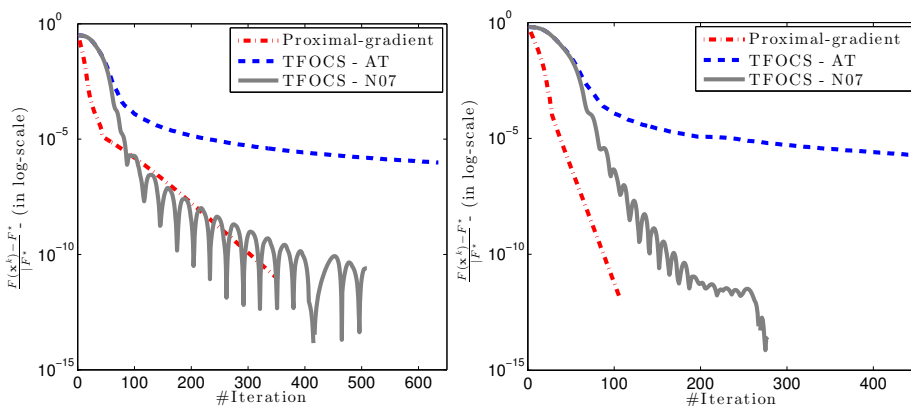 Proximal-gradient
TFOCS - AT
TFOCS - N07
10^0
10^-5
10^-10
10^-15
0 100 200 300 400 500 600
#Iteration
(F(x^k)-F*)/|F*| - (in log-scale)
Proximal-gradient
TFOCS - AT
TFOCS - N07
10^0
10^-5
10^-10
10^-15
0 100 200 300 400
#Iteration
(F(x^k)-F*)/|F*| - (in log-scale)